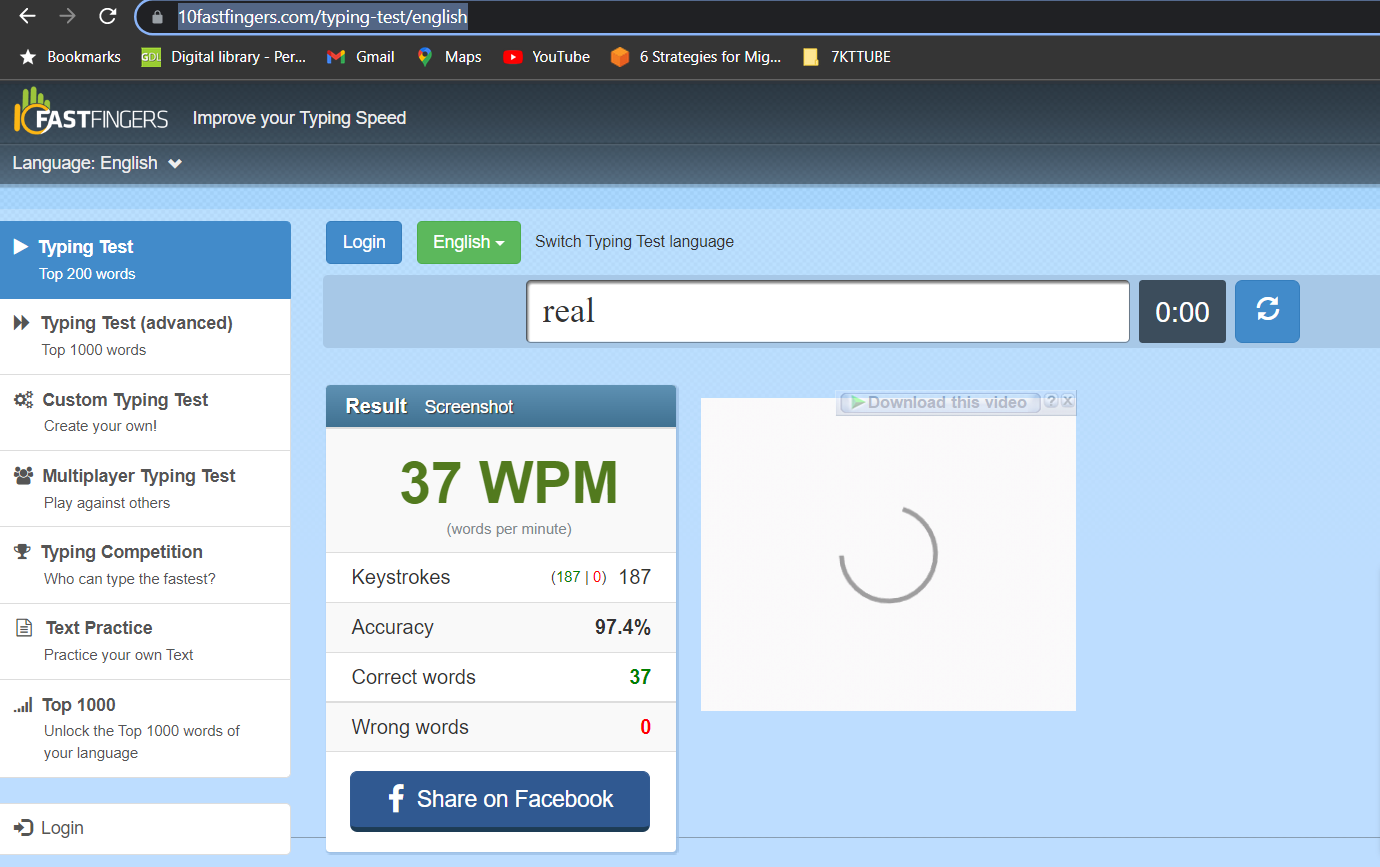 10fastfingers.com/typing-test/english
Bookmarks GDL Digital library - Per... Gmail Maps YouTube 6 Strategies for Mig... 7KTTUBE
10FASTFINGERS Improve your Typing Speed
Language: English
Typing Test
Top 200 words
Typing Test (advanced)
Top 1000 words
Custom Typing Test
Create your own!
Multiplayer Typing Test
Play against others
Typing Competition
Who can type the fastest?
Text Practice
Practice your own Text
Top 1000
Unlock the Top 1000 words of
your language
Login
Login English Switch Typing Test language
real 0:00
Result Screenshot
37 WPM
(words per minute)
Keystrokes (187 | 0) 187
Accuracy 97.4%
Correct words 37
Wrong words 0
Share on Facebook
Download this video ? X